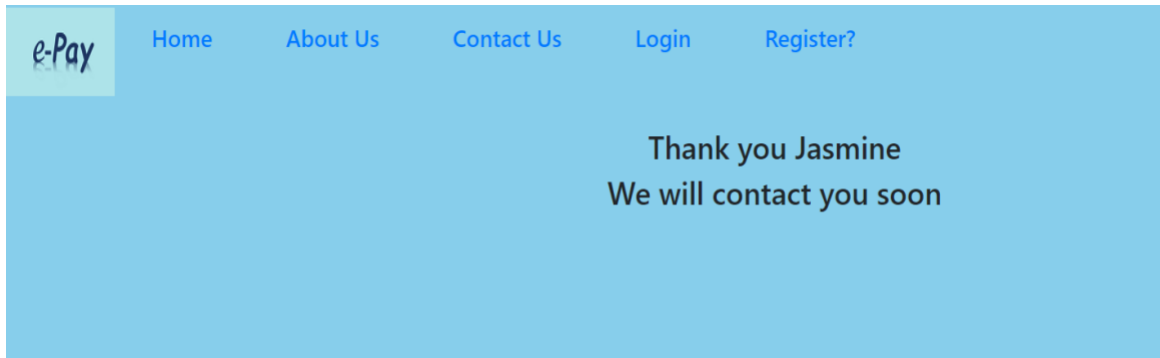 e-Pay
Home About Us Contact Us Login Register?
Thank you Jasmine
We will contact you soon